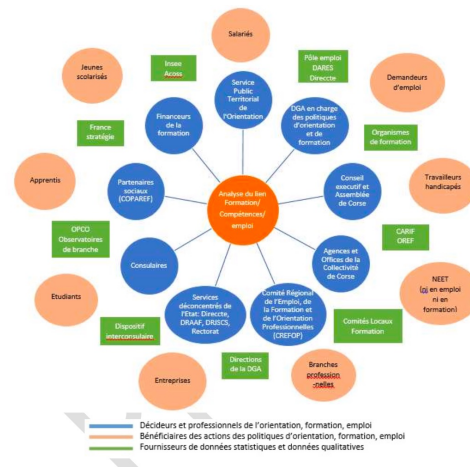 Salariés
Jeunes
scolarisés
Insee
Acoss
Pôle emploi
DARES
Direccte
Demandeurs
d'emploi
Service
Public
Territorial
de
l'Orientation
Financeurs
de la
formation
DGA en charge
des politiques
d'orientation
et de
formation
France
stratégie
Organismes
de formation
Apprentis
Partenaires
sociaux
(COPAREF)
Analyse du lien
Formation/
Compétences/
emploi
Conseil
executif et
Assemblée
de Corse
Travailleurs
handicapés
OPCO
Observatoires
de branche
CARIF
OREF
Consulaires
Agences et
Offices de la
Collectivité
de Corse
Etudiants
NEET
(ni en emploi
ni en
formation)
Services
déconcentrés de
l'Etat: Direccte,
DRAAF, DRJSCS,
Rectorat
Comité Régional
de l'Emploi, de
la Formation et
de l'Orientation
Professionnelles
(CREFOP)
Dispositif
interconsulaire
Comités Locaux
Formation
Directions
de la DGA
Entreprises
Branches
profession
-nelles
Décideurs et professionnels de l'orientation, formation, emploi
Bénéficiaires des actions des politiques d'orientation, formation, emploi
Fournisseurs de données statistiques et données qualitatives